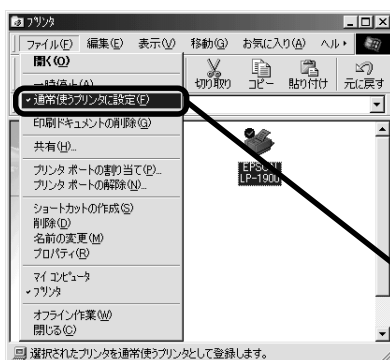 プリンタ
ファイル(F) 編集(E) 表示(V) 移動(G) お気に入り(A) ヘル
開く(O)
一時停止(A)
切り取り コピー 貼り付け 元に戻す
✓通常使うプリンタに設定(F)
印刷ドキュメントの削除(G)
共有(H)...
プリンタ ポートの割り当て(P)...
プリンタ ポートの解除(N)...
EPSON
LP-1900
ショートカットの作成(S)
削除(D)
名前の変更(M)
プロパティ(R)
マイ コンピュータ
✓プリンタ
オフライン作業(W)
閉じる(C)
選択されたプリンタを通常使うプリンタとして登録します。